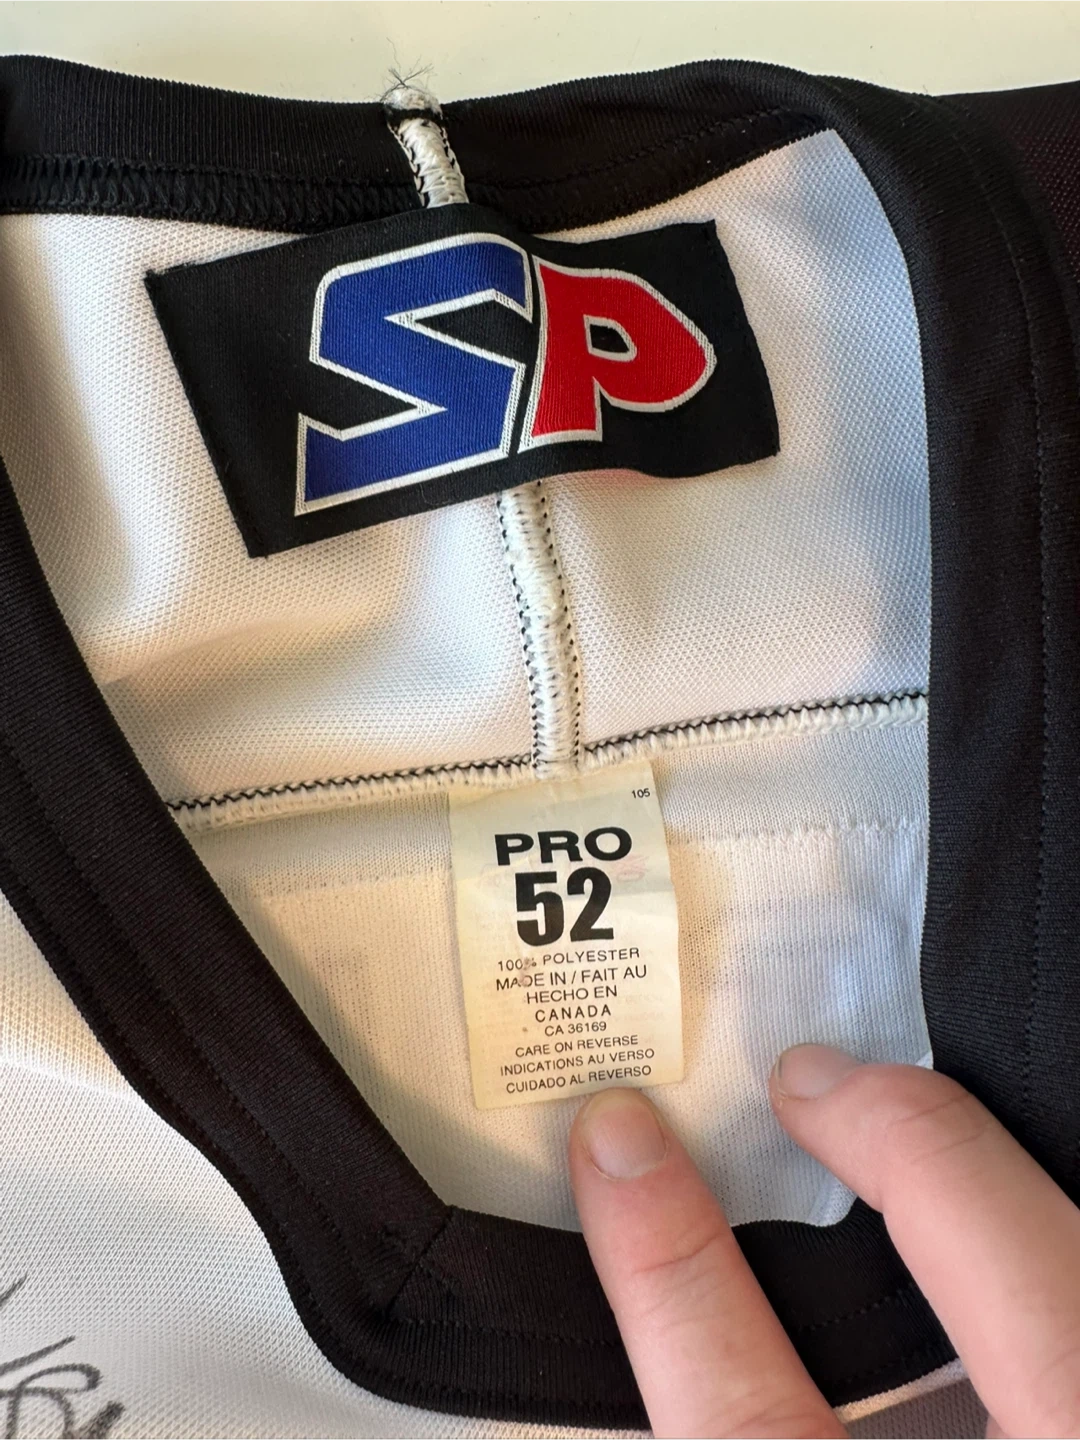 SP
105
PRO
52
100% POLYESTER
MADE IN / FAIT AU
HECHO EN
CANADA
CA 36169
CARE ON REVERSE
INDICATIONS AU VERSO
CUIDADO AL REVERSO